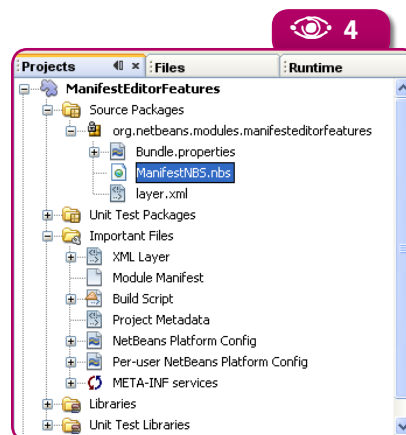 4
Projects Files Runtime
ManifestEditorFeatures
Source Packages
org.netbeans.modules.manifesteditorfeatures
Bundle.properties
ManifestNBS.nbs
layer.xml
Unit Test Packages
Important Files
XML Layer
Module Manifest
Build Script
Project Metadata
NetBeans Platform Config
Per-user NetBeans Platform Config
META-INF services
Libraries
Unit Test Libraries